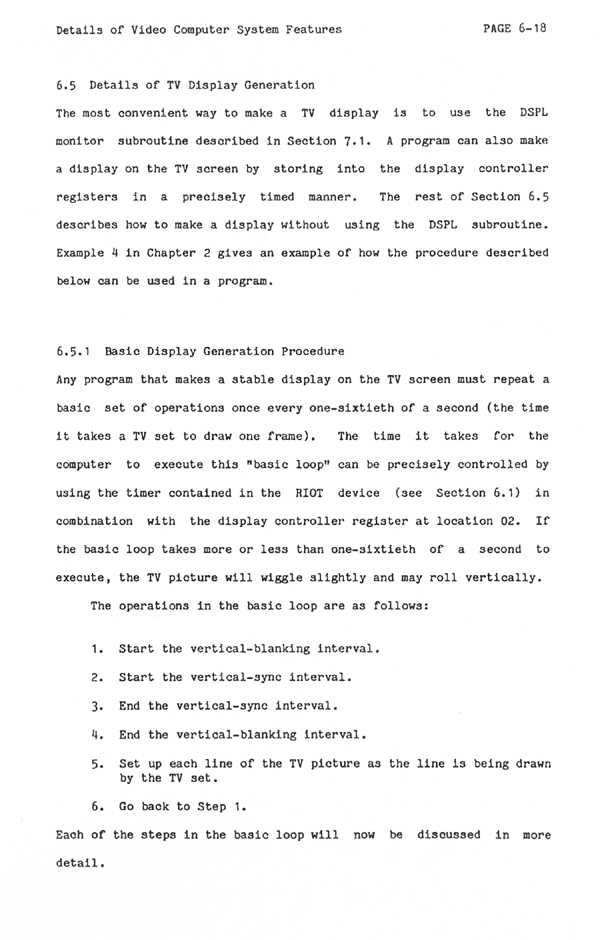 Details of Video Computer System Features PAGE 6-18
6.5 Details of TV Display Generation
The most convenient way to make a TV display is to use the DSPL
monitor subroutine described in Section 7.1. A program can also make
a display on the TV screen by storing into the display controller
registers in a precisely timed manner. The rest of Section 6.5
describes how to make a display without using the DSPL subroutine.
Example 4 in Chapter 2 gives an example of how the procedure described
below can be used in a program.
6.5.1 Basic Display Generation Procedure
Any program that makes a stable display on the TV screen must repeat a
basic set of operations once every one-sixtieth of a second (the time
it takes a TV set to draw one frame). The time it takes for the
computer to execute this "basic loop" can be precisely controlled by
using the timer contained in the RIOT device (see Section 6.1) in
combination with the display controller register at location 02. If
the basic loop takes more or less than one-sixtieth of a second to
execute, the TV picture will wiggle slightly and may roll vertically.
The operations in the basic loop are as follows:
1. Start the vertical-blanking interval.
2. Start the vertical-sync interval.
3. End the vertical-sync interval.
4. End the vertical-blanking interval.
5. Set up each line of the TV picture as the line is being drawn
by the TV set.
6. Go back to Step 1.
Each of the steps in the basic loop will now be discussed in more
detail.